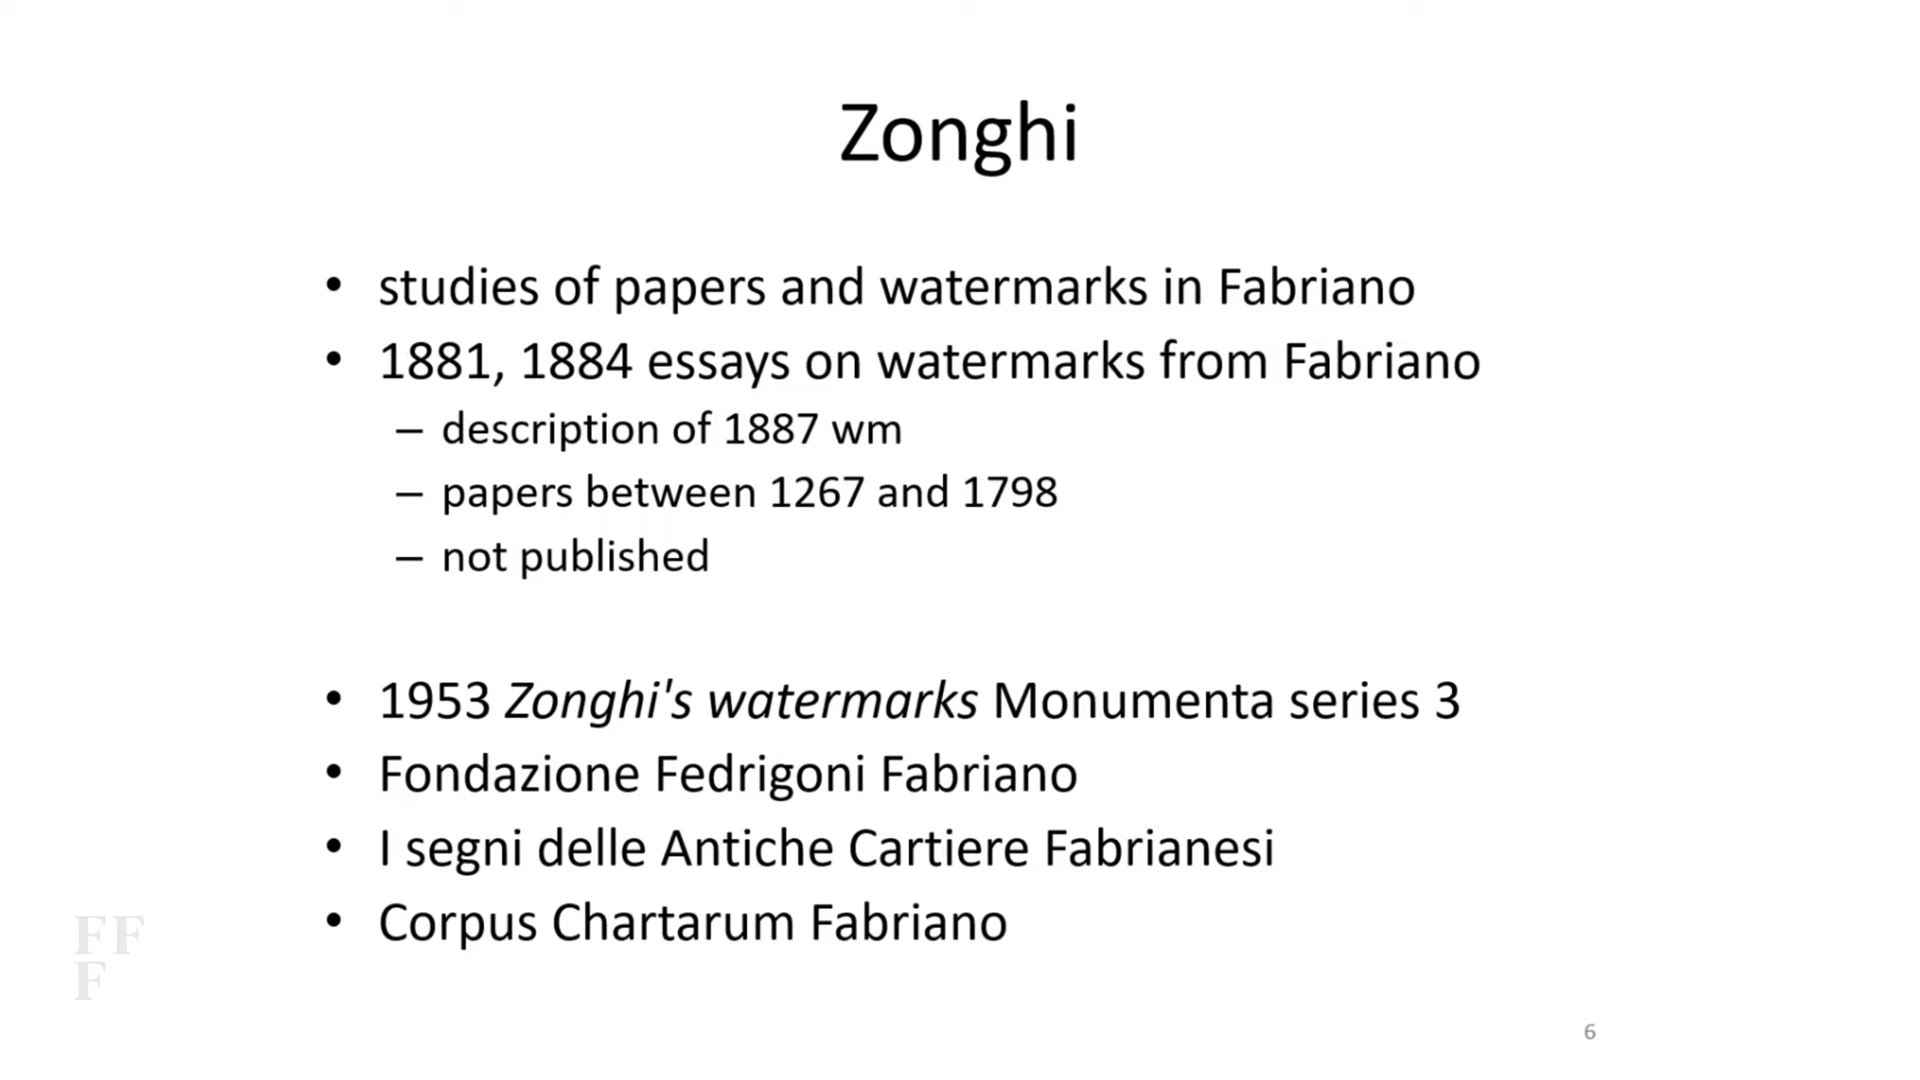 Zonghi
• studies of papers and watermarks in Fabriano
• 1881, 1884 essays on watermarks from Fabriano
– description of 1887 wm
– papers between 1267 and 1798
– not published
• 1953 Zonghi's watermarks Monumenta series 3
• Fondazione Fedrigoni Fabriano
• I segni delle Antiche Cartiere Fabrianesi
• Corpus Chartarum Fabriano
FF
F
6